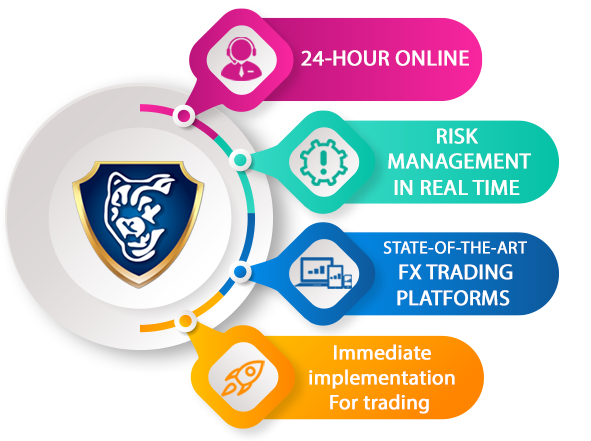 24-HOUR ONLINE
RISK
MANAGEMENT
IN REAL TIME
STATE-OF-THE-ART
FX TRADING
PLATFORMS
Immediate
implementation
For trading